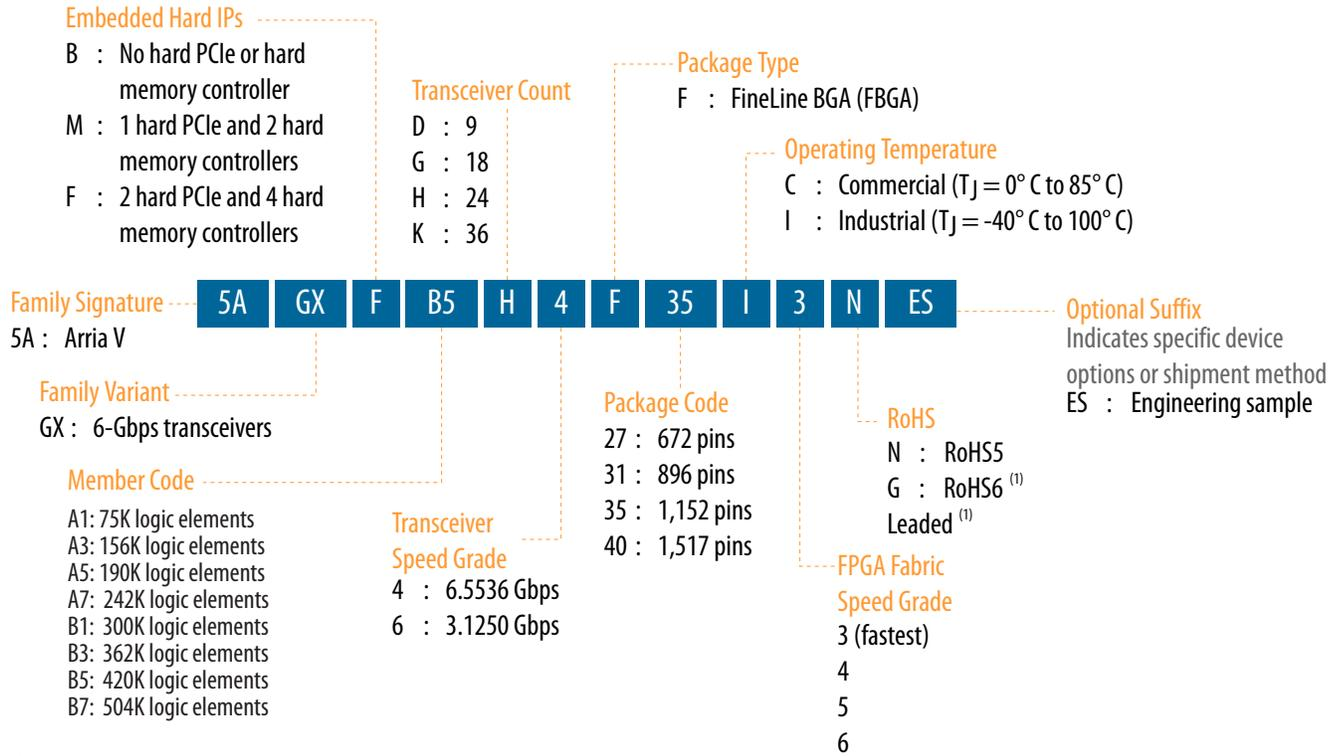 Embedded Hard IPs
B : No hard PCIe or hard
memory controller
M : 1 hard PCIe and 2 hard
memory controllers
F : 2 hard PCIe and 4 hard
memory controllers
Transceiver Count
D : 9
G : 18
H : 24
K : 36
Package Type
F : FineLine BGA (FBGA)
Operating Temperature
C : Commercial (TJ = 0° C to 85° C)
I : Industrial (TJ = -40° C to 100° C)
Family Signature
5A : Arria V
5A GX F B5 H 4 F 35 I 3 N ES
Optional Suffix
Indicates specific device
options or shipment method
ES : Engineering sample
Family Variant
GX : 6-Gbps transceivers
Member Code
A1: 75K logic elements
A3: 156K logic elements
A5: 190K logic elements
A7: 242K logic elements
B1: 300K logic elements
B3: 362K logic elements
B5: 420K logic elements
B7: 504K logic elements
Transceiver
Speed Grade
4 : 6.5536 Gbps
6 : 3.1250 Gbps
Package Code
27 : 672 pins
31 : 896 pins
35 : 1,152 pins
40 : 1,517 pins
RoHS
N : RoHS5
G : RoHS6 (1)
Leaded (1)
FPGA Fabric
Speed Grade
3 (fastest)
4
5
6